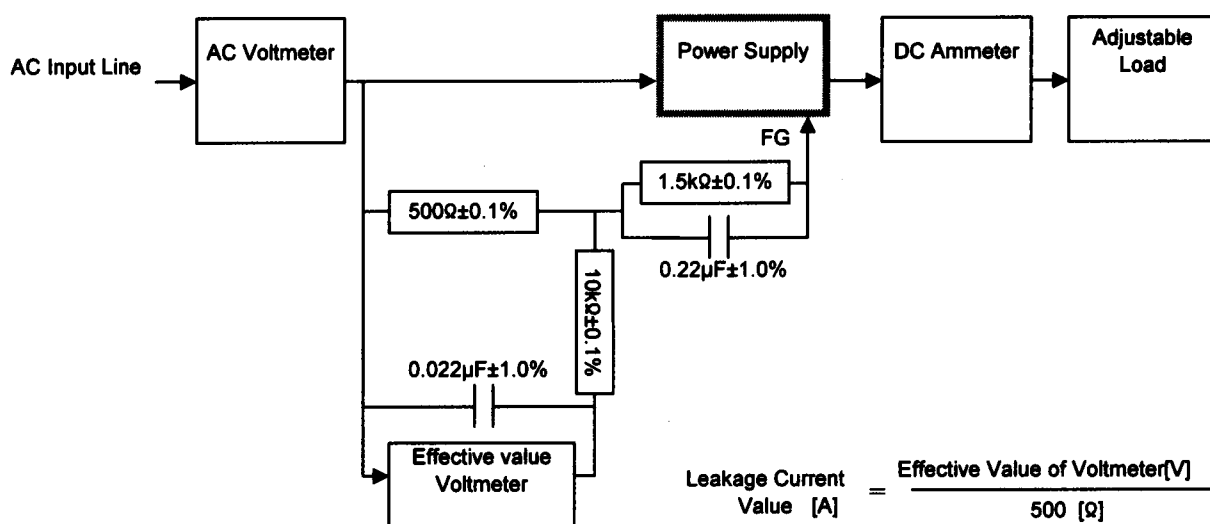 AC Input Line
AC Voltmeter
Power Supply
DC Ammeter
Adjustable
Load
FG
1.5kΩ±0.1%
500Ω±0.1%
0.22µF±1.0%
10kΩ±0.1%
0.022µF±1.0%
Effective value
Voltmeter
Leakage Current
Value [A]
=
Effective Value of Voltmeter[V]
500 [Ω]